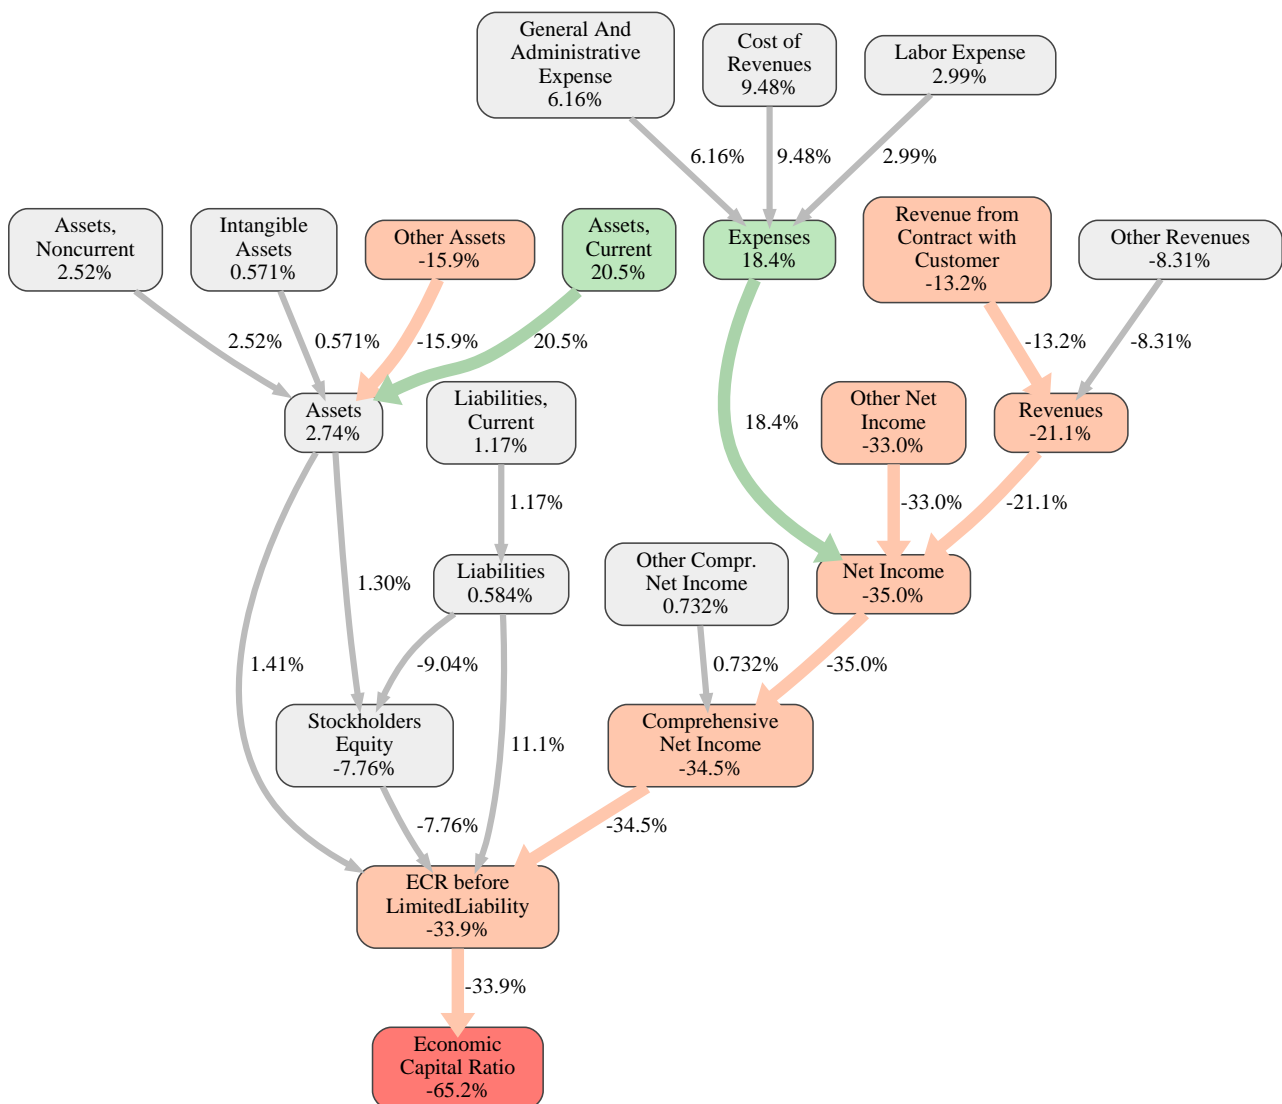 General And
Administrative
Expense
6.16%
Cost of
Revenues
9.48%
Labor Expense
2.99%
6.16%
9.48%
2.99%
Assets,
Noncurrent
2.52%
Intangible
Assets
0.571%
Other Assets
-15.9%
Assets,
Current
20.5%
Expenses
18.4%
Revenue from
Contract with
Customer
-13.2%
Other Revenues
-8.31%
2.52%
0.571%
-15.9%
20.5%
-13.2%
-8.31%
Assets
2.74%
Liabilities,
Current
1.17%
18.4%
Other Net
Income
-33.0%
Revenues
-21.1%
1.17%
-33.0%
-21.1%
1.30%
Liabilities
0.584%
Other Compr.
Net Income
0.732%
Net Income
-35.0%
1.41%
-9.04%
0.732%
-35.0%
Stockholders
Equity
-7.76%
11.1%
Comprehensive
Net Income
-34.5%
-7.76%
-34.5%
ECR before
LimitedLiability
-33.9%
-33.9%
Economic
Capital Ratio
-65.2%